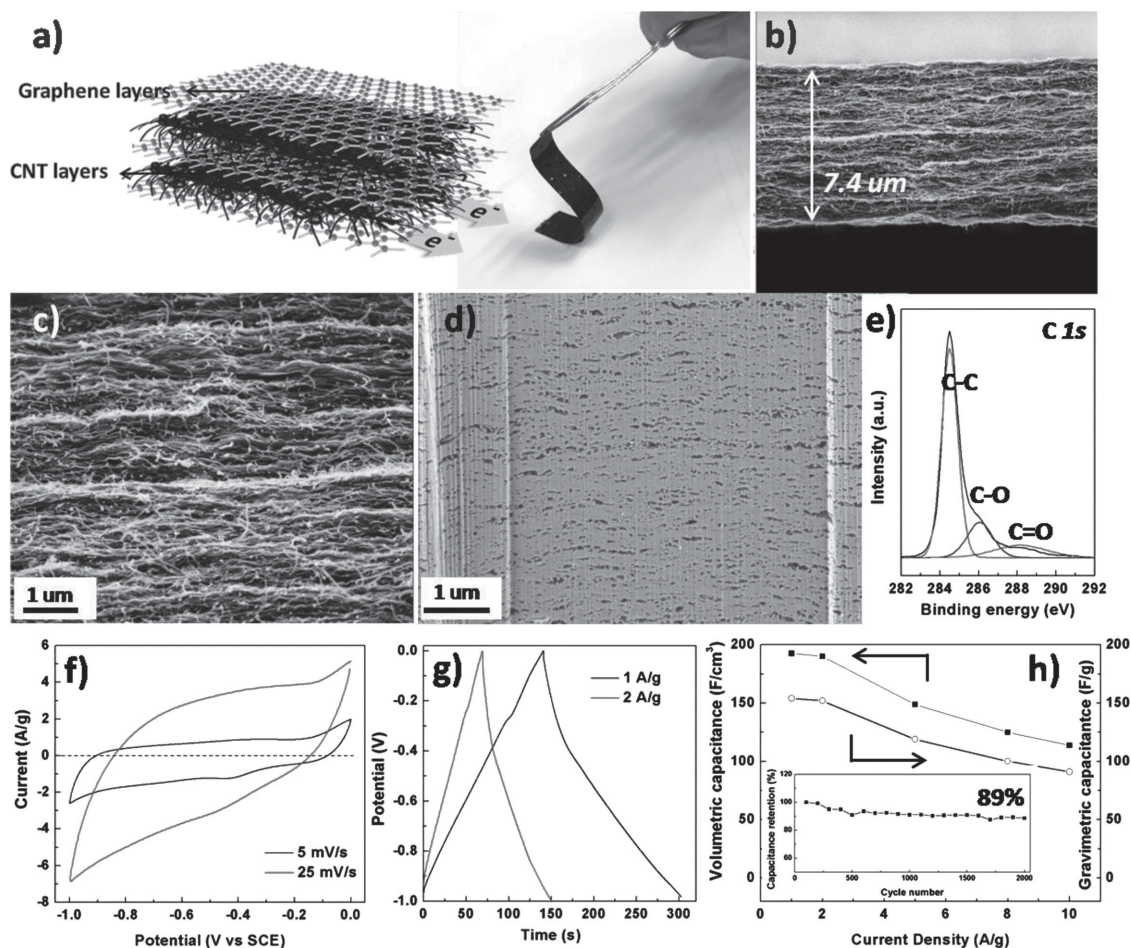 a)
Graphene layers
CNT layers
e-
e-
b)
7.4 um
c)
1 um
d)
1 um
e)
C 1s
C-C
C-O
C=O
Intensity (a.u.)
282 284 286 288 290 292
Binding energy (eV)
f)
6
4
2
0
-2
-4
-6
-8
Current (A/g)
5 mV/s
25 mV/s
-1.0 -0.8 -0.6 -0.4 -0.2 0.0
Potential (V vs SCE)
g)
0.0
-0.2
-0.4
-0.6
-0.8
-1.0
Potential (V)
1 A/g
2 A/g
0 50 100 150 200 250 300
Time (s)
h)
200
150
100
50
0
Volumetric capacitance (F/cm³)
200
150
100
50
0
Gravimetric capacitantce (F/g)
89%
120
100
80
60
Capacitance retention (%)
0 500 1000 1500 2000
Cycle number
0 2 4 6 8 10
Current Density (A/g)